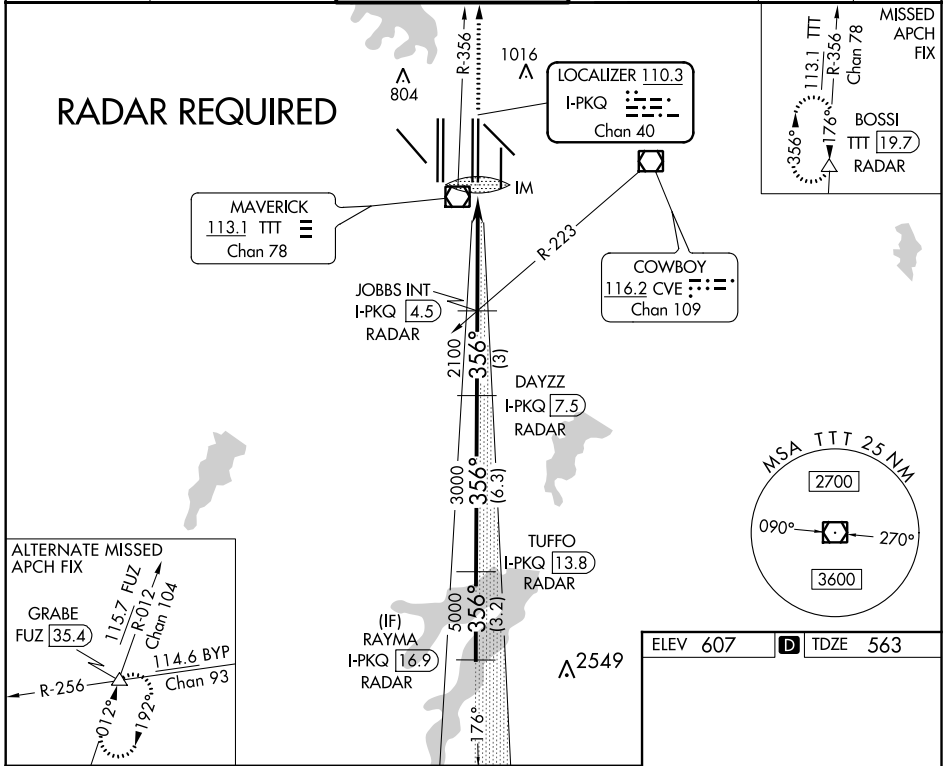 RADAR REQUIRED
R-356
804
1016
LOCALIZER 110.3
I-PKQ
Chan 40
MISSED
APCH
FIX
113.1 TTT
R-356
Chan 78
356°
176°
BOSSI
TTT 19.7
RADAR
IM
MAVERICK
113.1 TTT
Chan 78
R-223
COWBOY
116.2 CVE
Chan 109
JOBBS INT
I-PKQ 4.5
RADAR
2100
356°
(3)
DAYZZ
I-PKQ 7.5
RADAR
3000
356°
(6.3)
MSA TTT 25 NM
2700
090°
270°
3600
TUFFO
I-PKQ 13.8
RADAR
5000
356°
(3.2)
(IF)
RAYMA
I-PKQ 16.9
RADAR
176°
2549
ALTERNATE MISSED
APCH FIX
115.7 FUZ
R-012
Chan 104
GRABE
FUZ 35.4
114.6 BYP
Chan 93
R-256
012°
192°
ELEV 607 D TDZE 563